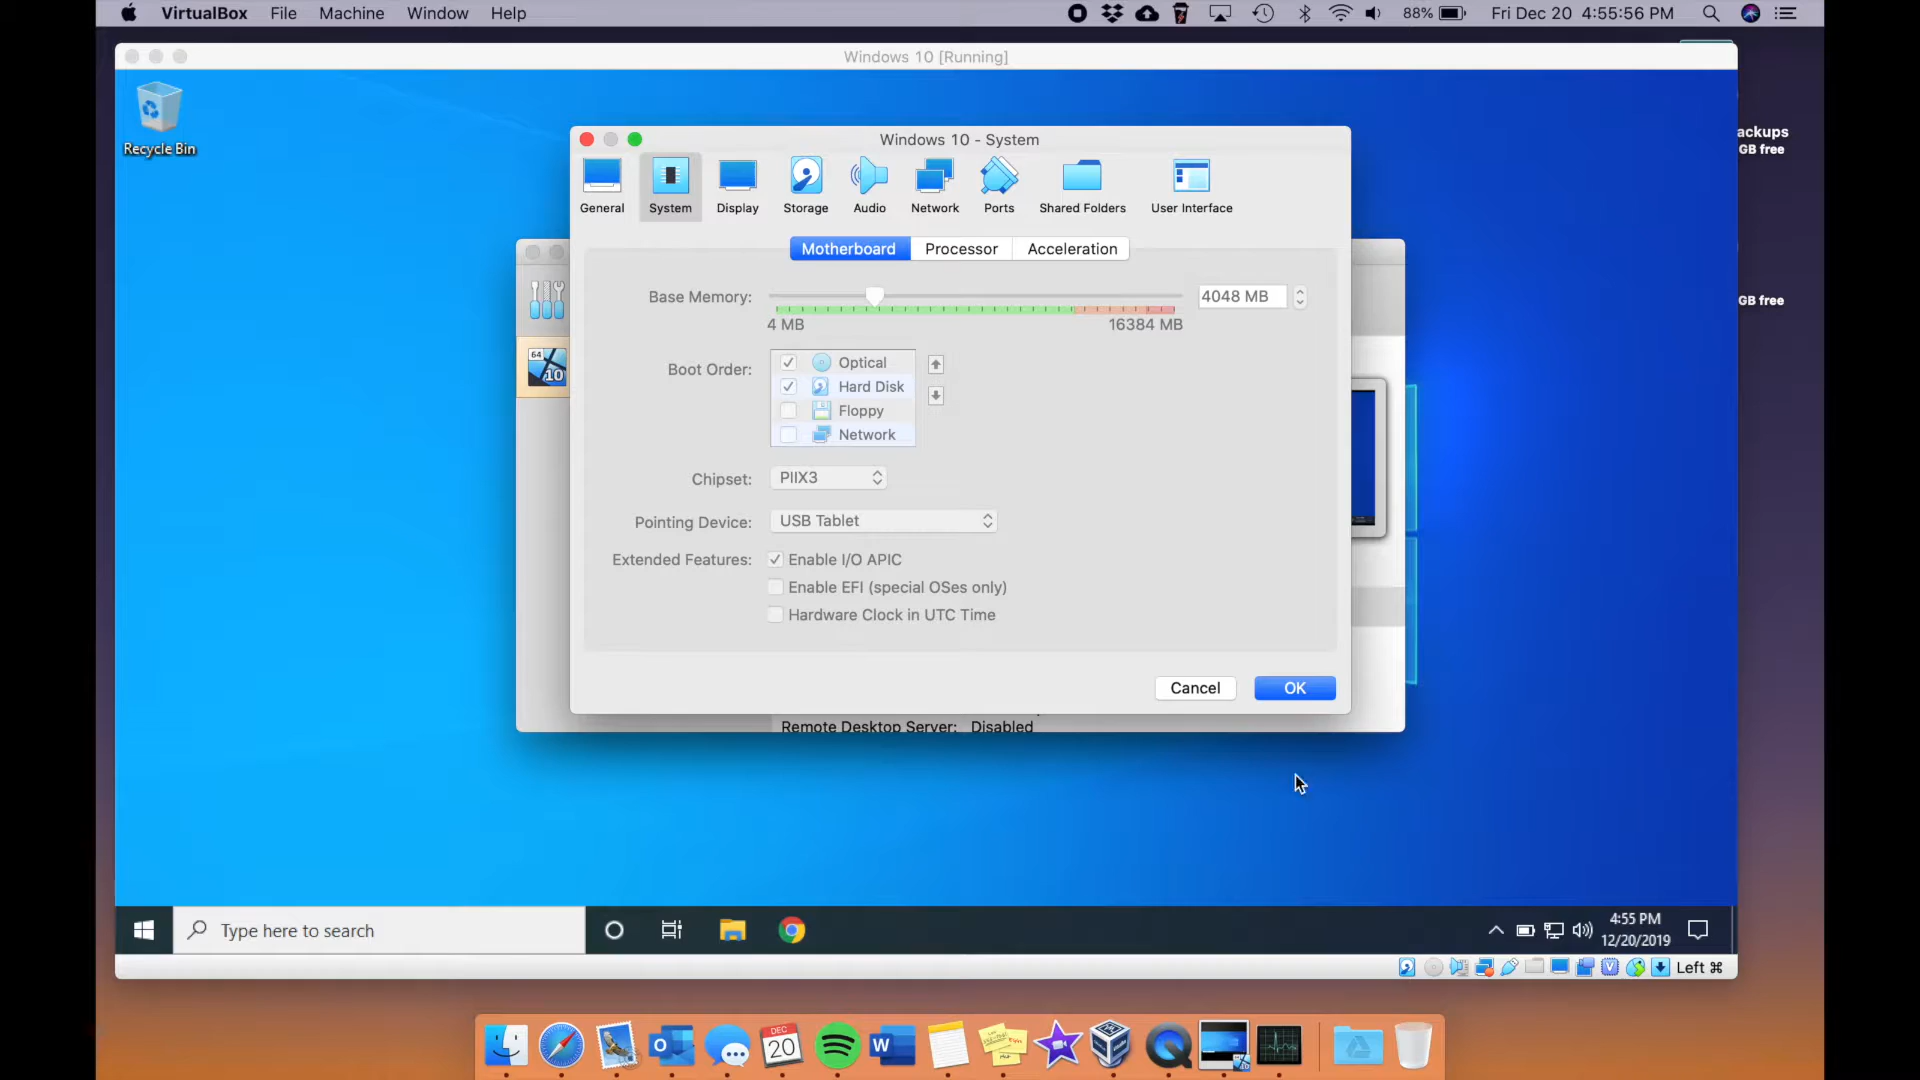 VirtualBox File Machine Window Help 88% Fri Dec 20 4:55:56 PM
Windows 10 [Running]
Recycle Bin
ackups
GB free
GB free
Windows 10 - System
General System Display Storage Audio Network Ports Shared Folders User Interface
Motherboard Processor Acceleration
Base Memory: 4048 MB
4 MB 16384 MB
Boot Order: Optical
Hard Disk
Floppy
Network
Chipset: PIIX3
Pointing Device: USB Tablet
Extended Features: Enable I/O APIC
Enable EFI (special OSes only)
Hardware Clock in UTC Time
Cancel OK
64
10
Remote Desktop Server: Disabled
Type here to search
4:55 PM
12/20/2019
Left ⌘
DEC
20